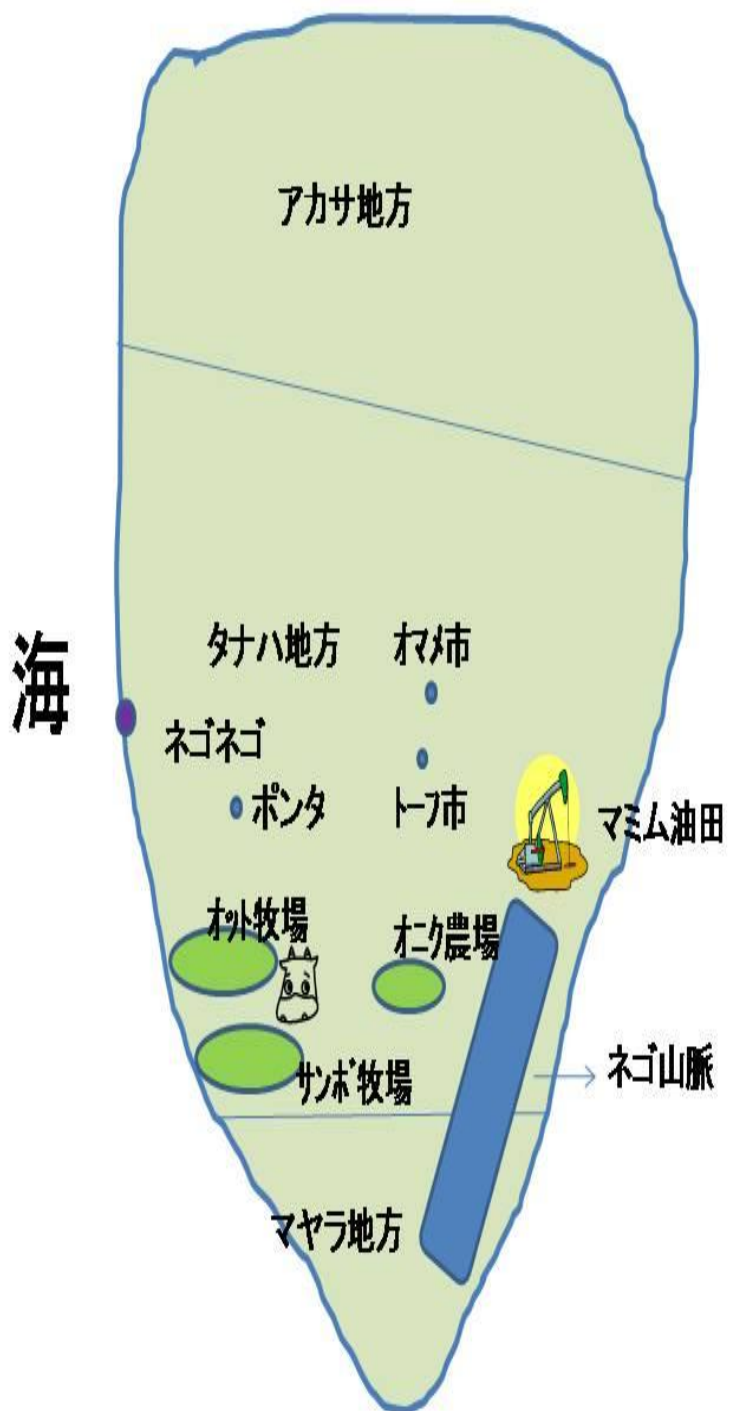 アカサ地方
タナハ地方
オマメ市
海
ネゴネゴ
ポンタ
トーフ市
マミム油田
オット牧場
オニク農場
ネゴ山脈
サンボ牧場
マヤラ地方